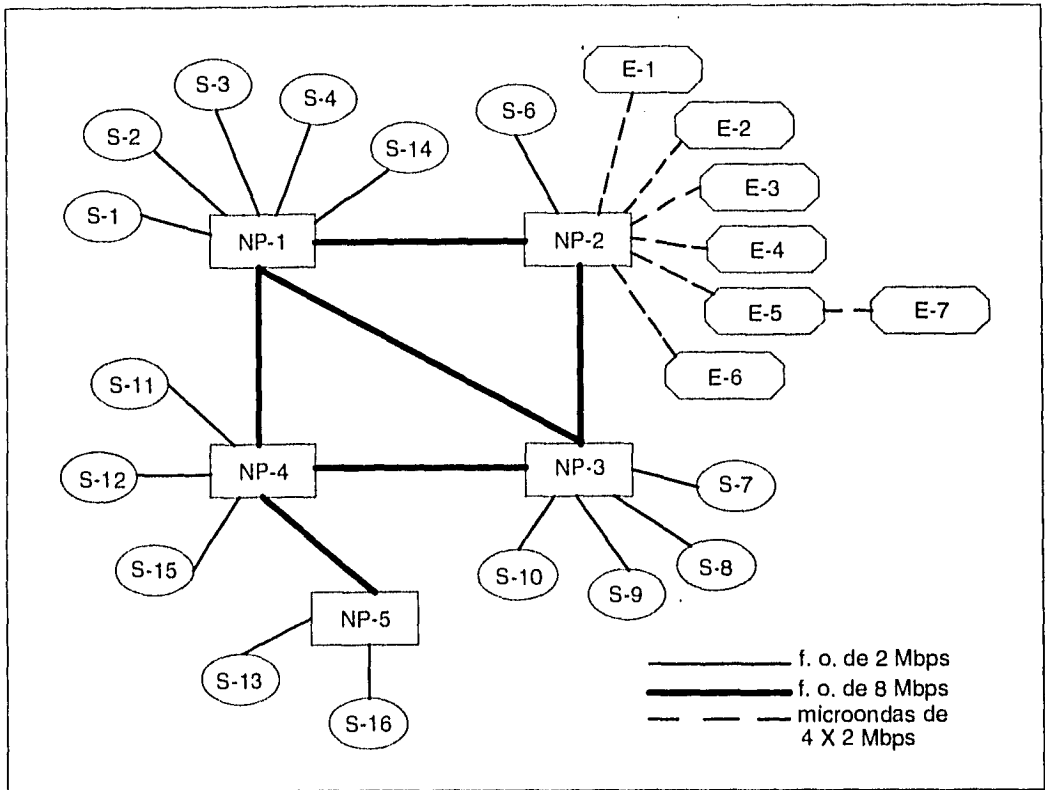 E-1
S-3
S-4
S-6
E-2
S-2
S-14
E-3
S-1
NP-1
NP-2
E-4
E-5
E-7
E-6
S-11
NP-4
NP-3
S-12
S-7
S-15
S-10
S-9
S-8
NP-5
S-13
S-16
f. o. de 2 Mbps
f. o. de 8 Mbps
microondas de
4 X 2 Mbps